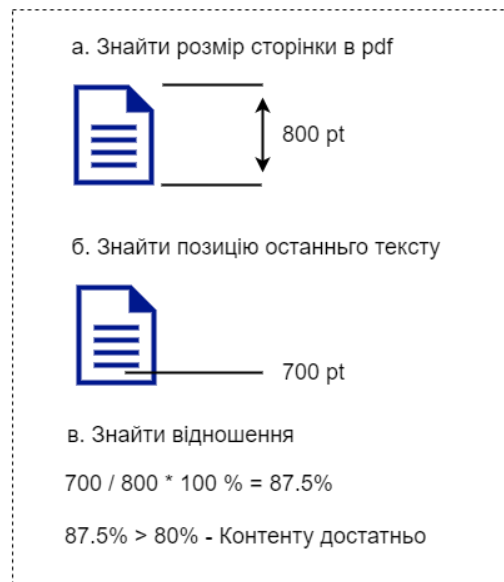 а. Знайти розмір сторінки в pdf
800 pt
б. Знайти позицію останнього тексту
700 pt
в. Знайти відношення
700 / 800 * 100 % = 87.5%
87.5% > 80% - Контенту достатньо